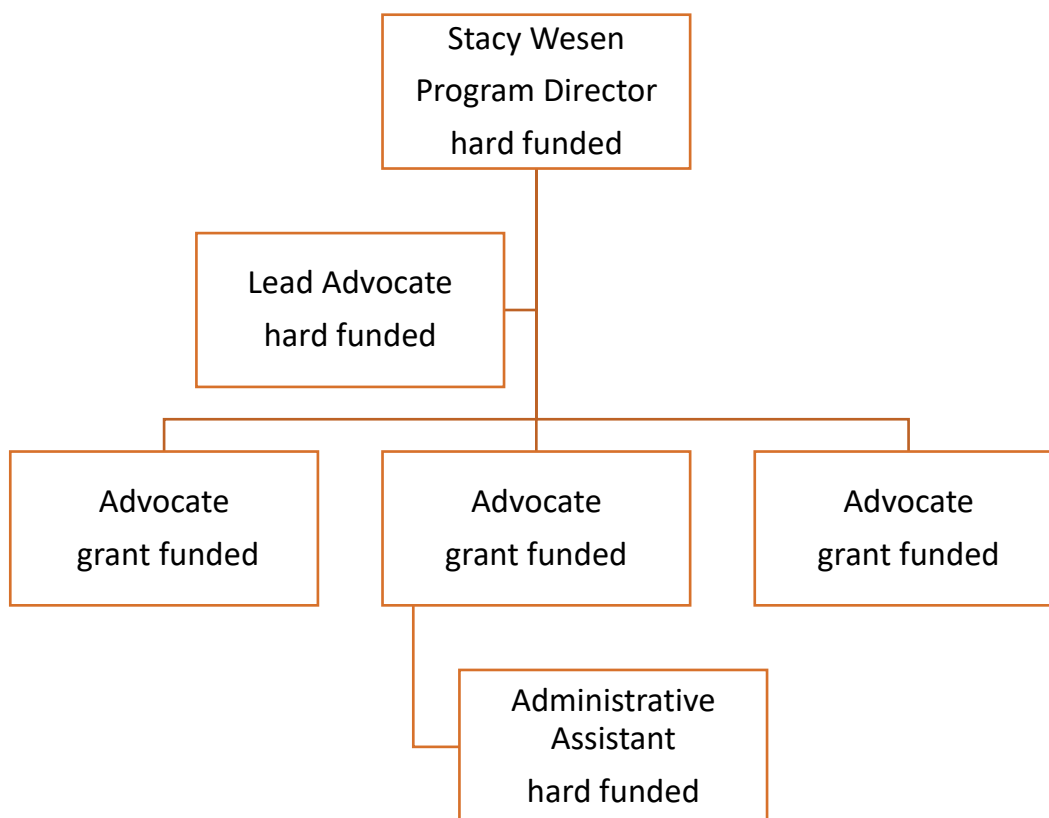 Stacy Wesen
Program Director
hard funded
Lead Advocate
hard funded
Advocate
grant funded
Advocate
grant funded
Advocate
grant funded
Administrative
Assistant
hard funded